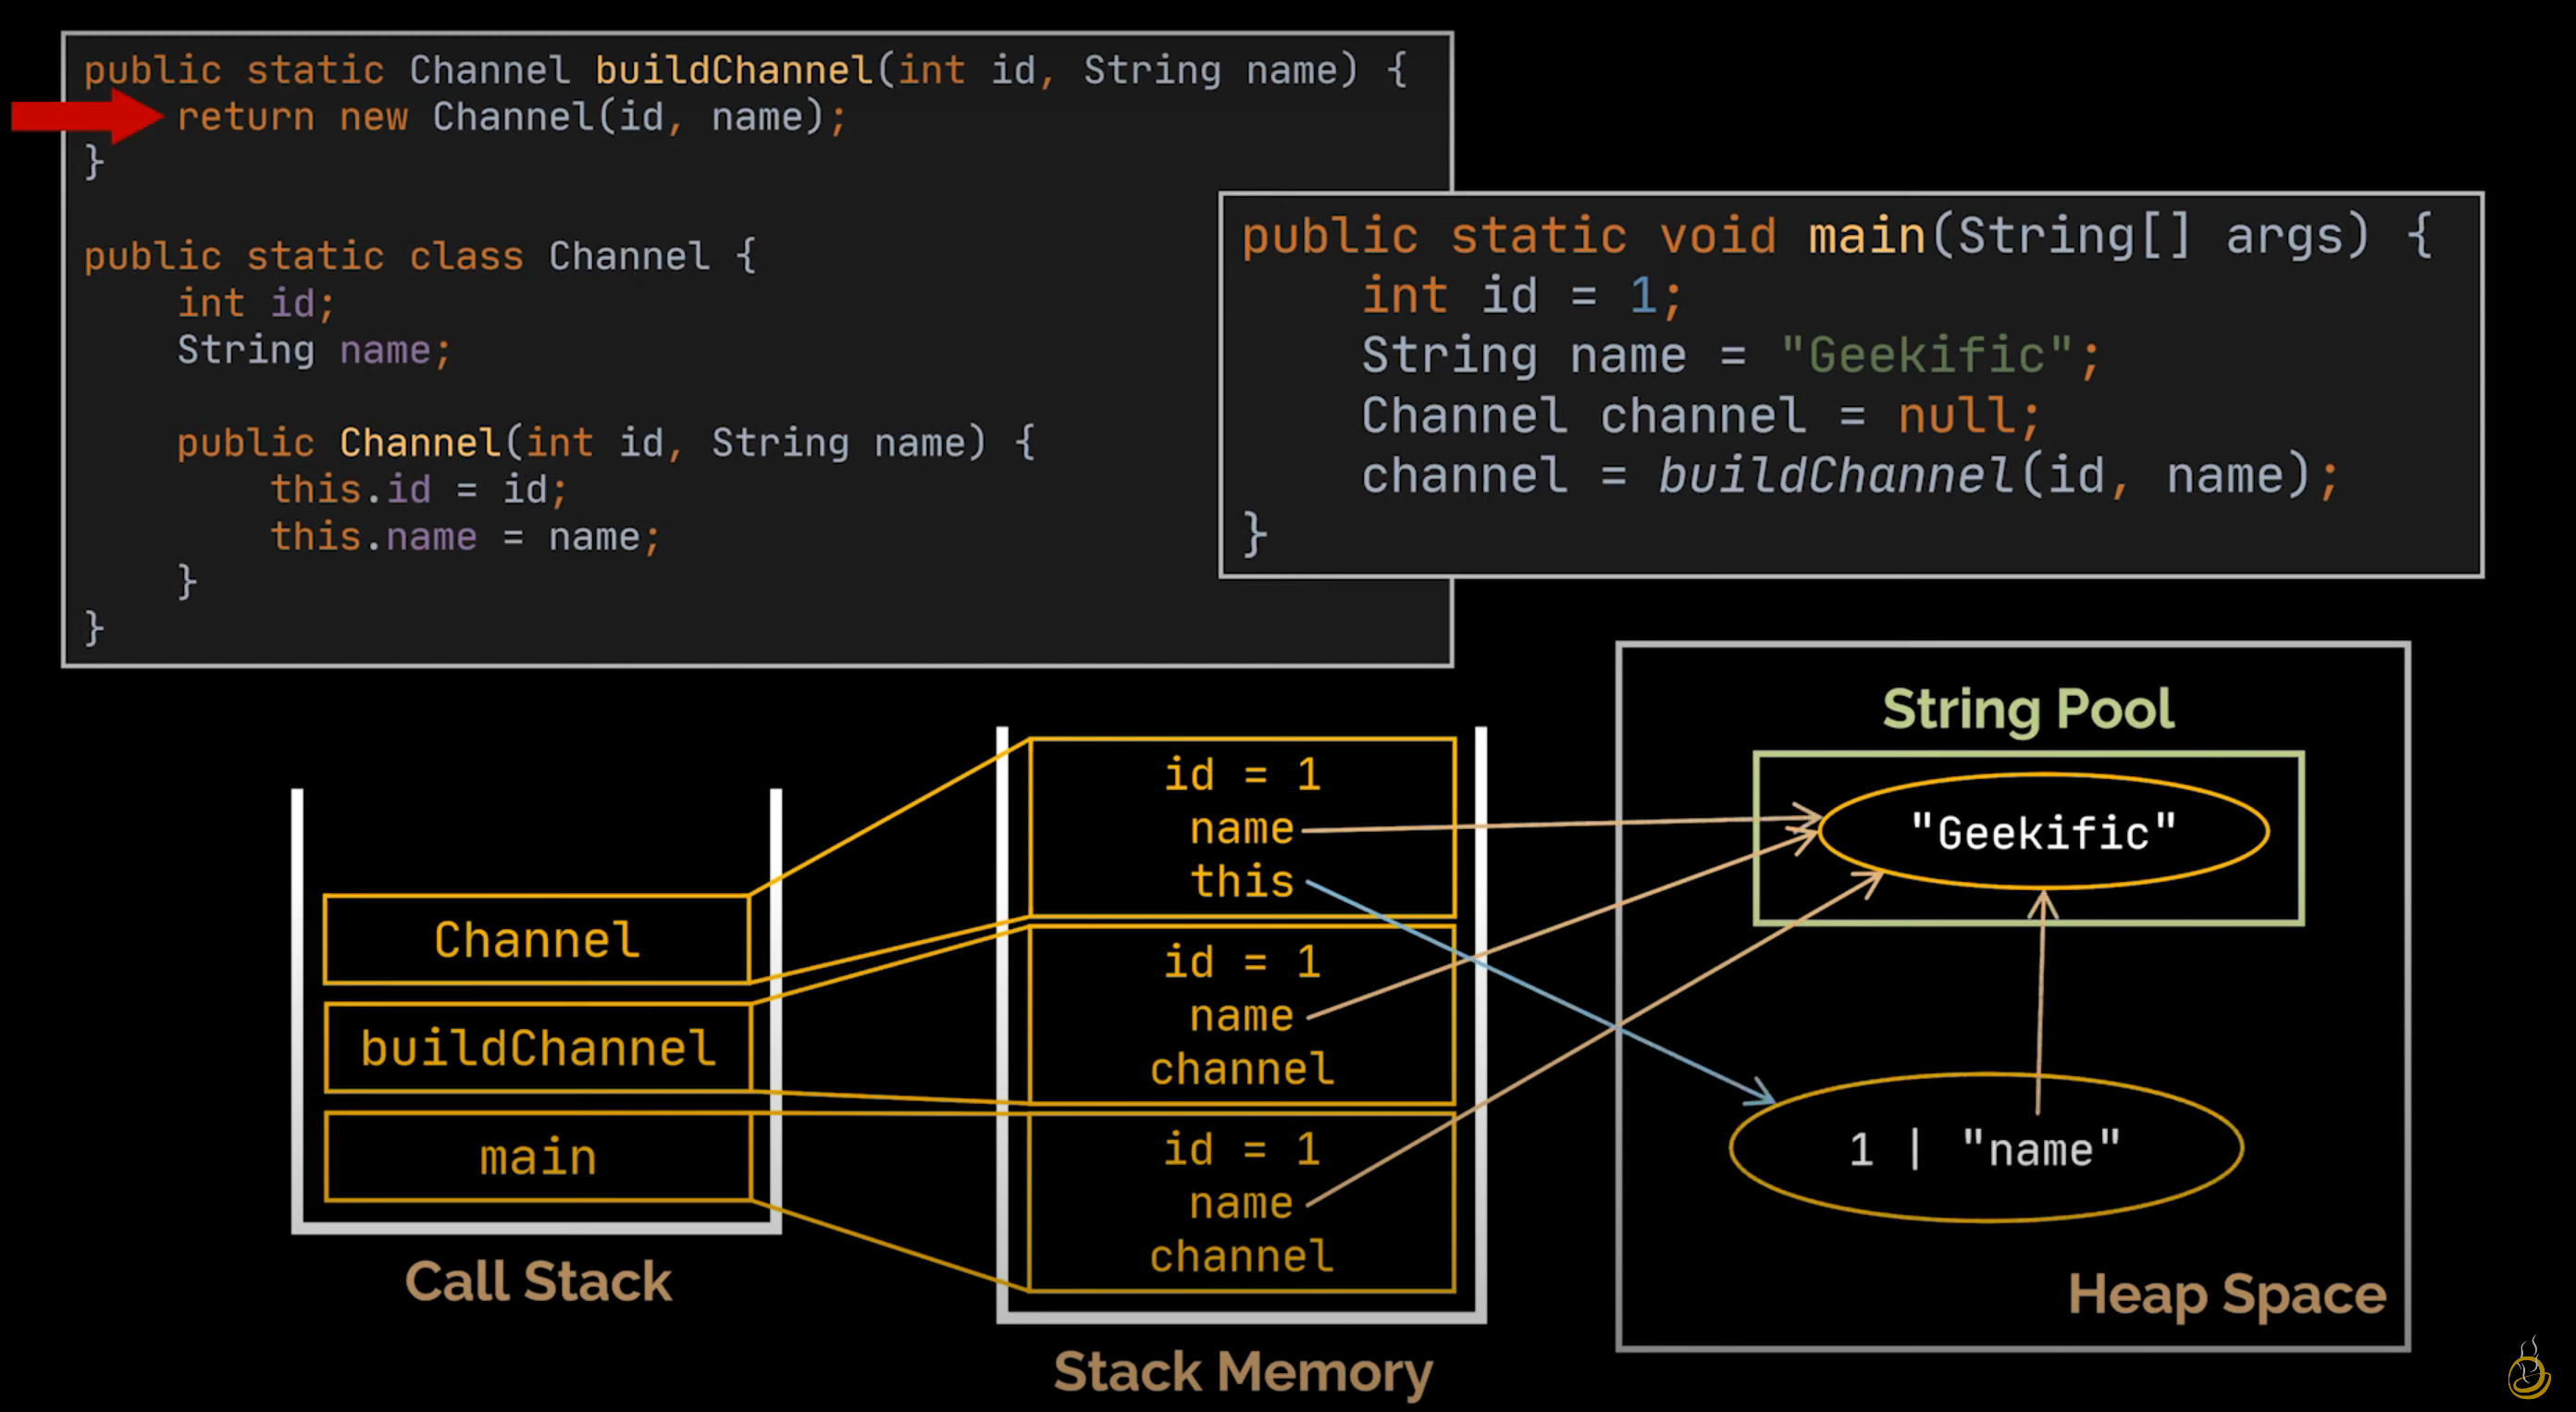 public static Channel buildChannel(int id, String name) {
    return new Channel(id, name);
}
public static class Channel {
    int id;
    String name;
    public Channel(int id, String name) {
        this.id = id;
        this.name = name;
    }
}
public static void main(String[] args) {
    int id = 1;
    String name = "Geekific";
    Channel channel = null;
    channel = buildChannel(id, name);
}
Channel
buildChannel
main
Call Stack
id = 1
name
this
id = 1
name
channel
id = 1
name
channel
Stack Memory
String Pool
"Geekific"
1 | "name"
Heap Space